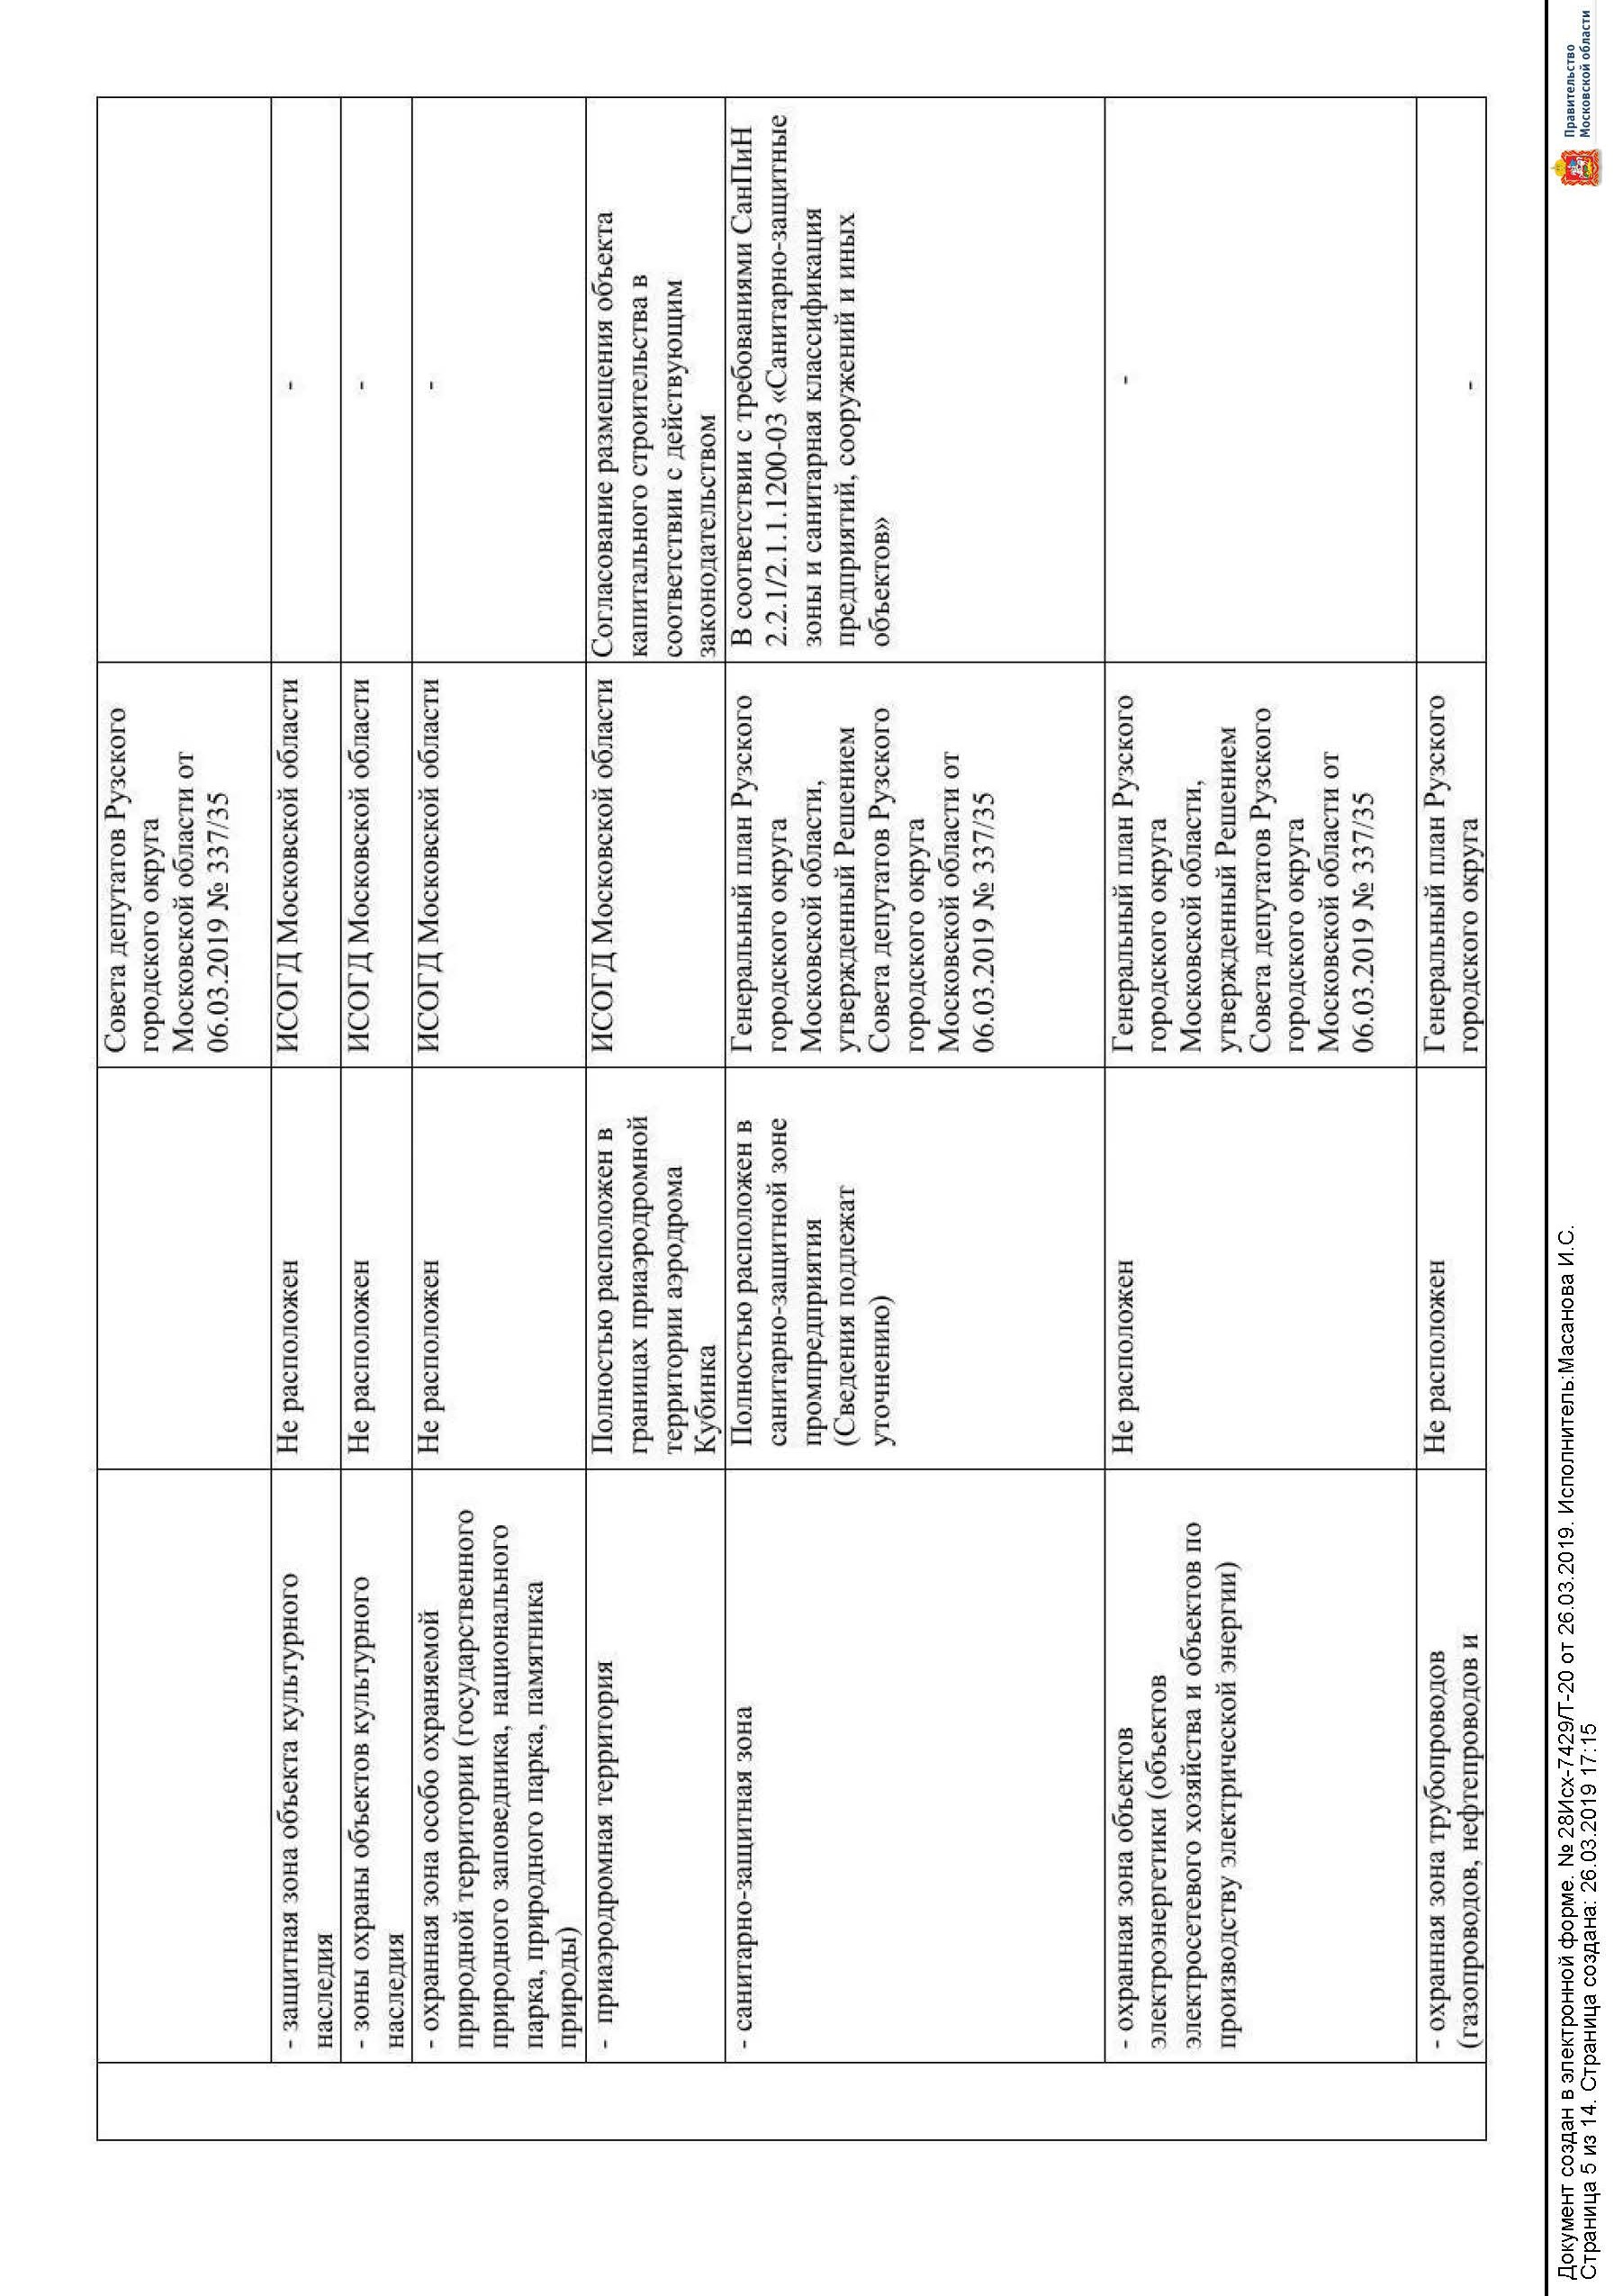 Совета депутатов Рузского
городского округа
Московской области от
06.03.2019 № 337/35
- защитная зона объекта культурного
наследия
Не расположен
ИСОГД Московской области
-
- зоны охраны объектов культурного
наследия
Не расположен
ИСОГД Московской области
-
- охранная зона особо охраняемой
природной территории (государственного
природного заповедника, национального
парка, природного парка, памятника
природы)
Не расположен
ИСОГД Московской области
-
- приаэродромная территория
Полностью расположен в
границах приаэродромной
территории аэродрома
Кубинка
ИСОГД Московской области
Согласование размещения объекта
капитального строительства в
соответствии с действующим
законодательством
- санитарно-защитная зона
Полностью расположен в
санитарно-защитной зоне
промпредприятия
(Сведения подлежат
уточнению)
Генеральный план Рузского
городского округа
Московской области,
утвержденный Решением
Совета депутатов Рузского
городского округа
Московской области от
06.03.2019 № 337/35
В соответствии с требованиями СанПиН
2.2.1/2.1.1.1200-03 «Санитарно-защитные
зоны и санитарная классификация
предприятий, сооружений и иных
объектов»
- охранная зона объектов
электроэнергетики (объектов
электросетевого хозяйства и объектов по
производству электрической энергии)
Не расположен
Генеральный план Рузского
городского округа
Московской области,
утвержденный Решением
Совета депутатов Рузского
городского округа
Московской области от
06.03.2019 № 337/35
-
- охранная зона трубопроводов
(газопроводов, нефтепроводов и
Не расположен
Генеральный план Рузского
городского округа
-
Документ создан в электронной форме. № 28Исх-7429/Т-20 от 26.03.2019. Исполнитель:Масанова И.С.
Страница 5 из 14. Страница создана: 26.03.2019 17:15
Правительство
Московской области